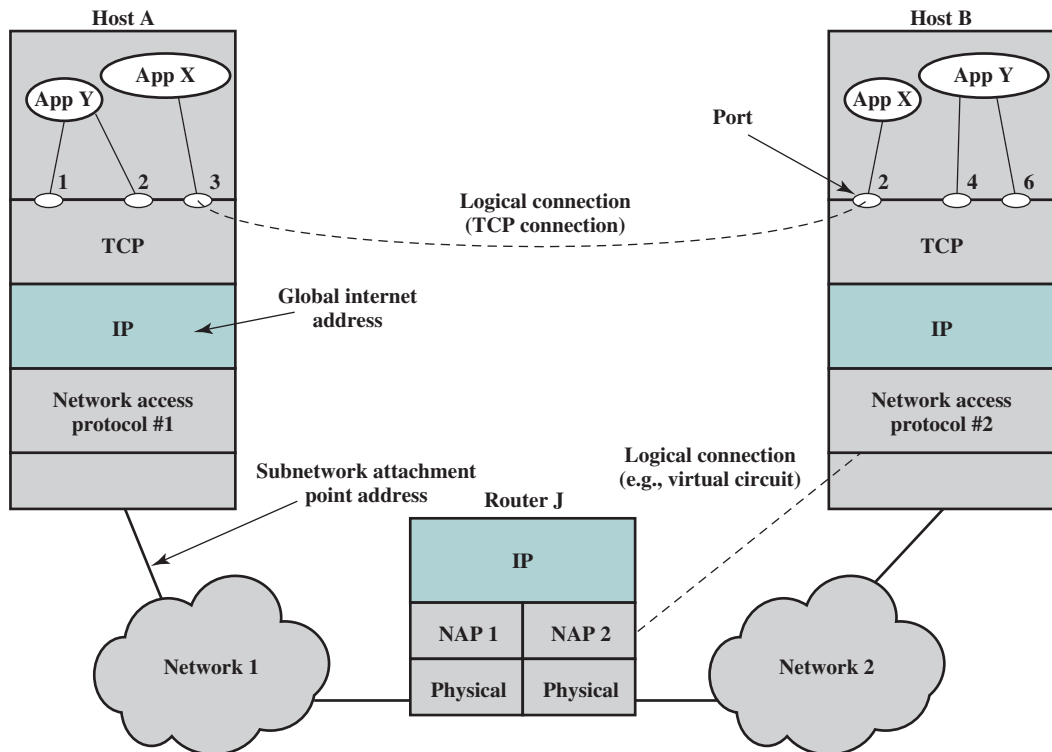 Host A
Host B
App X
App Y
App Y
App X
Port
1
2
3
2
4
6
Logical connection
(TCP connection)
TCP
TCP
Global internet
address
IP
IP
Network access
protocol #1
Network access
protocol #2
Logical connection
(e.g., virtual circuit)
Subnetwork attachment
point address
Router J
IP
NAP 1
NAP 2
Network 1
Network 2
Physical
Physical